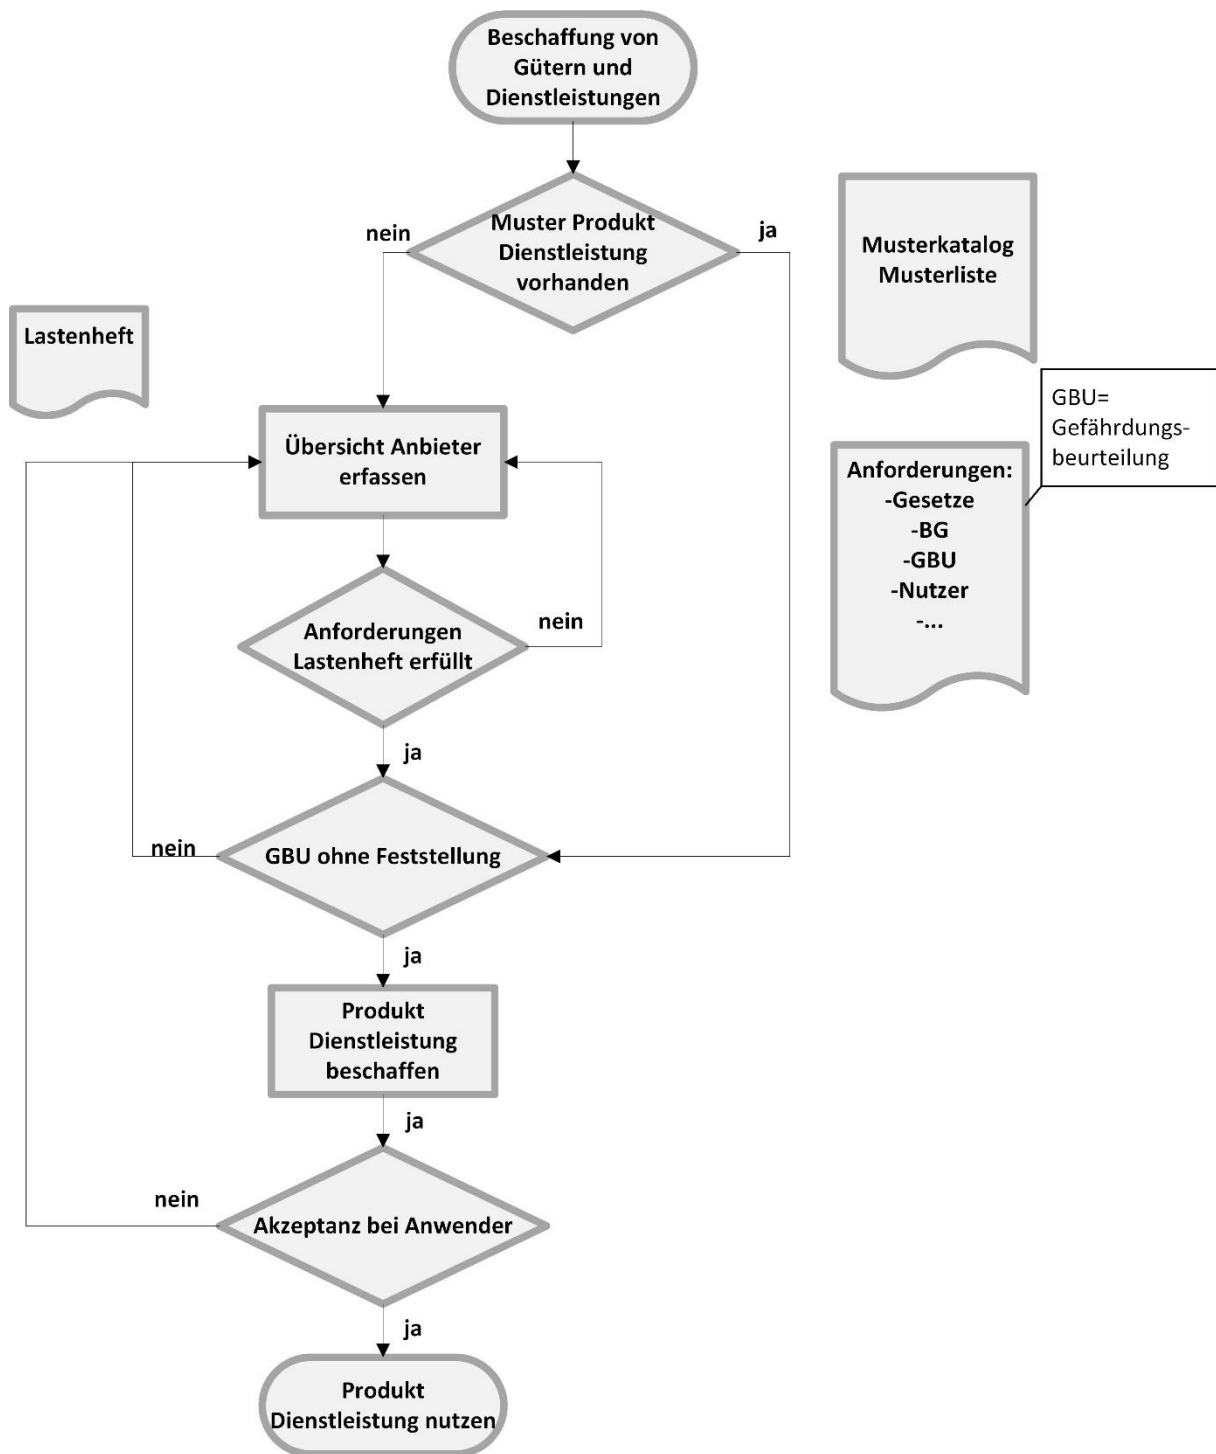 Beschaffung von
Gütern und
Dienstleistungen
Muster Produkt
Dienstleistung
vorhanden
nein
ja
Musterkatalog
Musterliste
Lastenheft
GBU=
Gefährdungs-
beurteilung
Übersicht Anbieter
erfassen
Anforderungen:
-Gesetze
-BG
-GBU
-Nutzer
-...
Anforderungen
Lastenheft erfüllt
nein
ja
GBU ohne Feststellung
nein
ja
Produkt
Dienstleistung
beschaffen
ja
Akzeptanz bei Anwender
nein
ja
Produkt
Dienstleistung nutzen